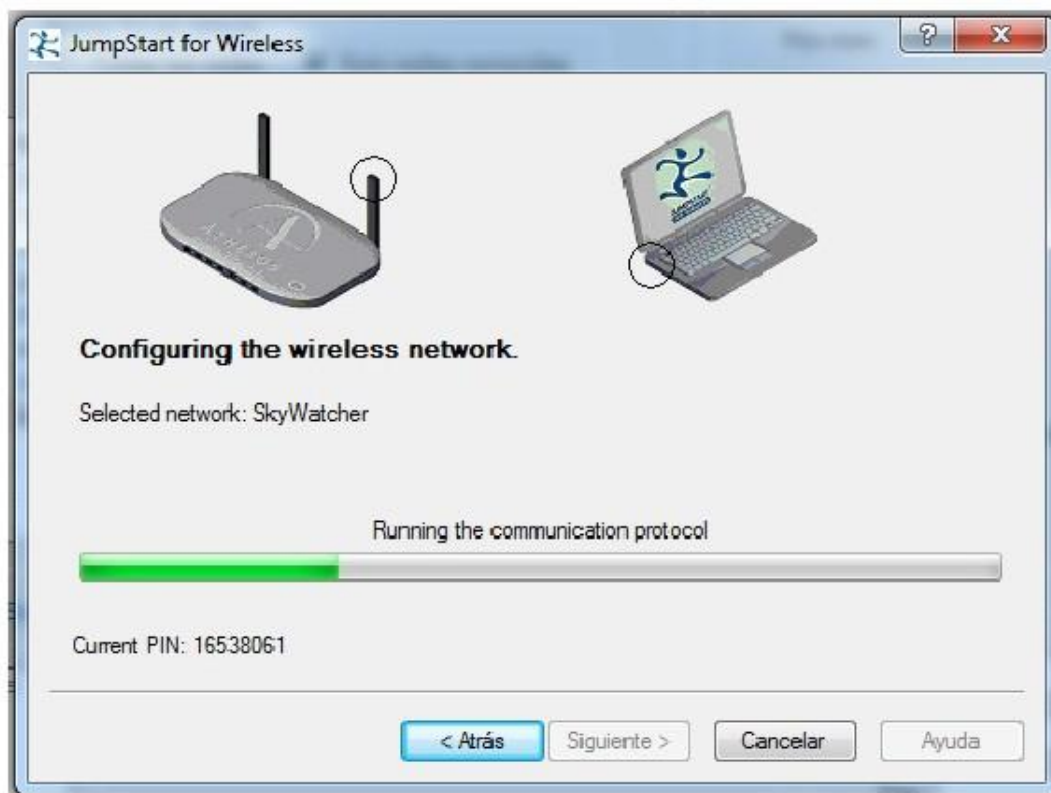 JumpStart for Wireless
Configuring the wireless network.
Selected network: SkyWatcher
Running the communication protocol
Current PIN: 16538061
< Atrás
Siguiente >
Cancelar
Ayuda